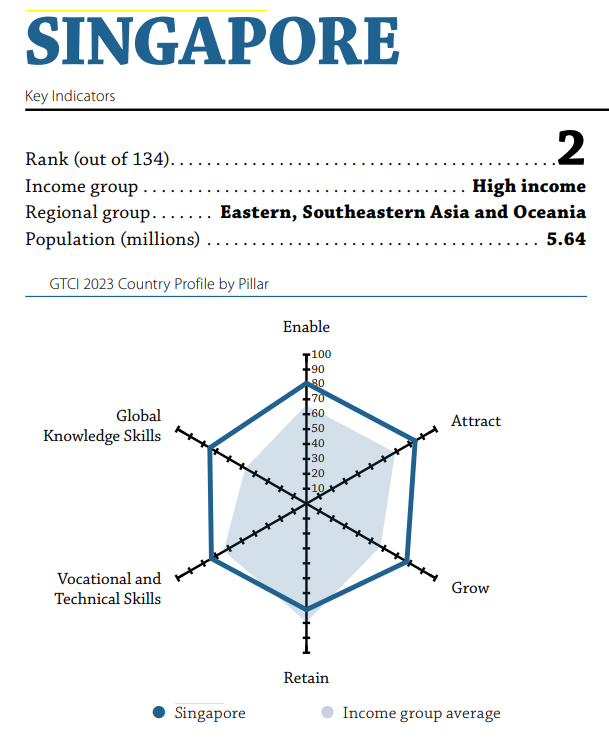 SINGAPORE
Key Indicators
Rank (out of 134). . . . . . . . . . . . . . . . . . . . . . . . . . . . . . . . . . . . . . . . . . . 2
Income group . . . . . . . . . . . . . . . . . . . . . . . . . . . . . . . . . . . . High income
Regional group. . . . . . . Eastern, Southeastern Asia and Oceania
Population (millions) . . . . . . . . . . . . . . . . . . . . . . . . . . . . . . . . . . . . . 5.64
GTCI 2023 Country Profile by Pillar
Enable
100
90
80
70
60
50
40
30
20
10
Attract
Grow
Retain
Vocational and
Technical Skills
Global
Knowledge Skills
Singapore
Income group average